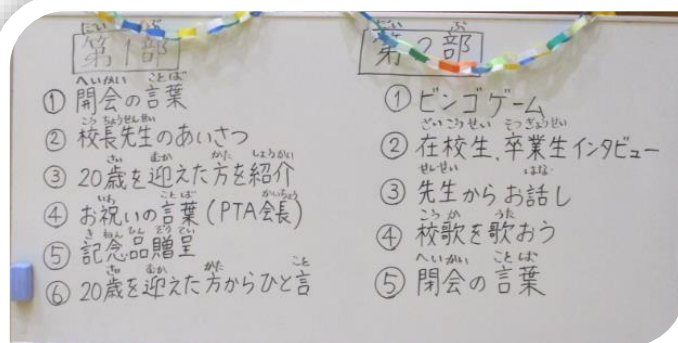 第1部
① 開会の言葉
② 校長先生のあいさつ
③ 20歳を迎えた方を紹介
④ お祝いの言葉 (PTA会長)
⑤ 記念品贈呈
⑥ 20歳を迎えた方からひと言
第2部
① ビンゴゲーム
② 在校生、卒業生インタビュー
③ 先生からお話し
④ 校歌を歌おう
⑤ 閉会の言葉